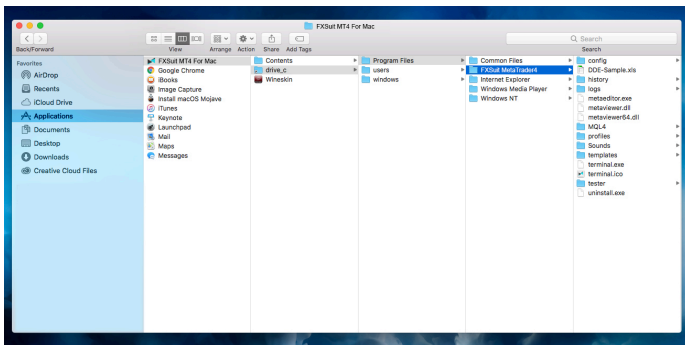 FXSuit MT4 For Mac
Back/Forward
View
Arrange
Action
Share
Add Tags
Search
Search
Favorites
AirDrop
Recents
iCloud Drive
Applications
Documents
Desktop
Downloads
Creative Cloud Files
FXSuit MT4 For Mac
Google Chrome
iBooks
Image Capture
Install macOS Mojave
iTunes
Keynote
Launchpad
Mail
Maps
Messages
Contents
drive_c
Wineskin
Program Files
users
windows
Common Files
FXSuit MetaTrader4
Internet Explorer
Windows Media Player
Windows NT
config
DDE-Sample.xls
history
logs
metaeditor.exe
metaviewer.dll
metaviewer64.dll
MQL4
profiles
Sounds
templates
terminal.exe
terminal.ico
tester
uninstall.exe